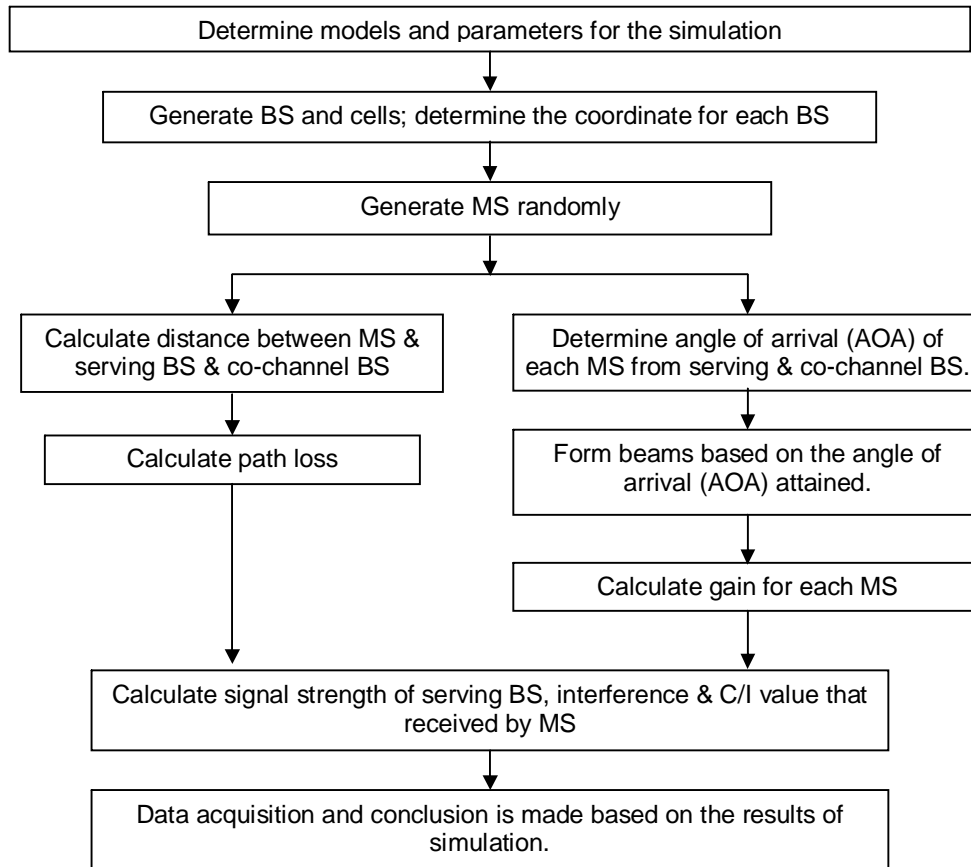 Determine models and parameters for the simulation
Generate BS and cells; determine the coordinate for each BS
Generate MS randomly
Calculate distance between MS &
serving BS & co-channel BS
Calculate path loss
Determine angle of arrival (AOA) of
each MS from serving & co-channel BS.
Form beams based on the angle of
arrival (AOA) attained.
Calculate gain for each MS
Calculate signal strength of serving BS, interference & C/I value that
received by MS
Data acquisition and conclusion is made based on the results of
simulation.